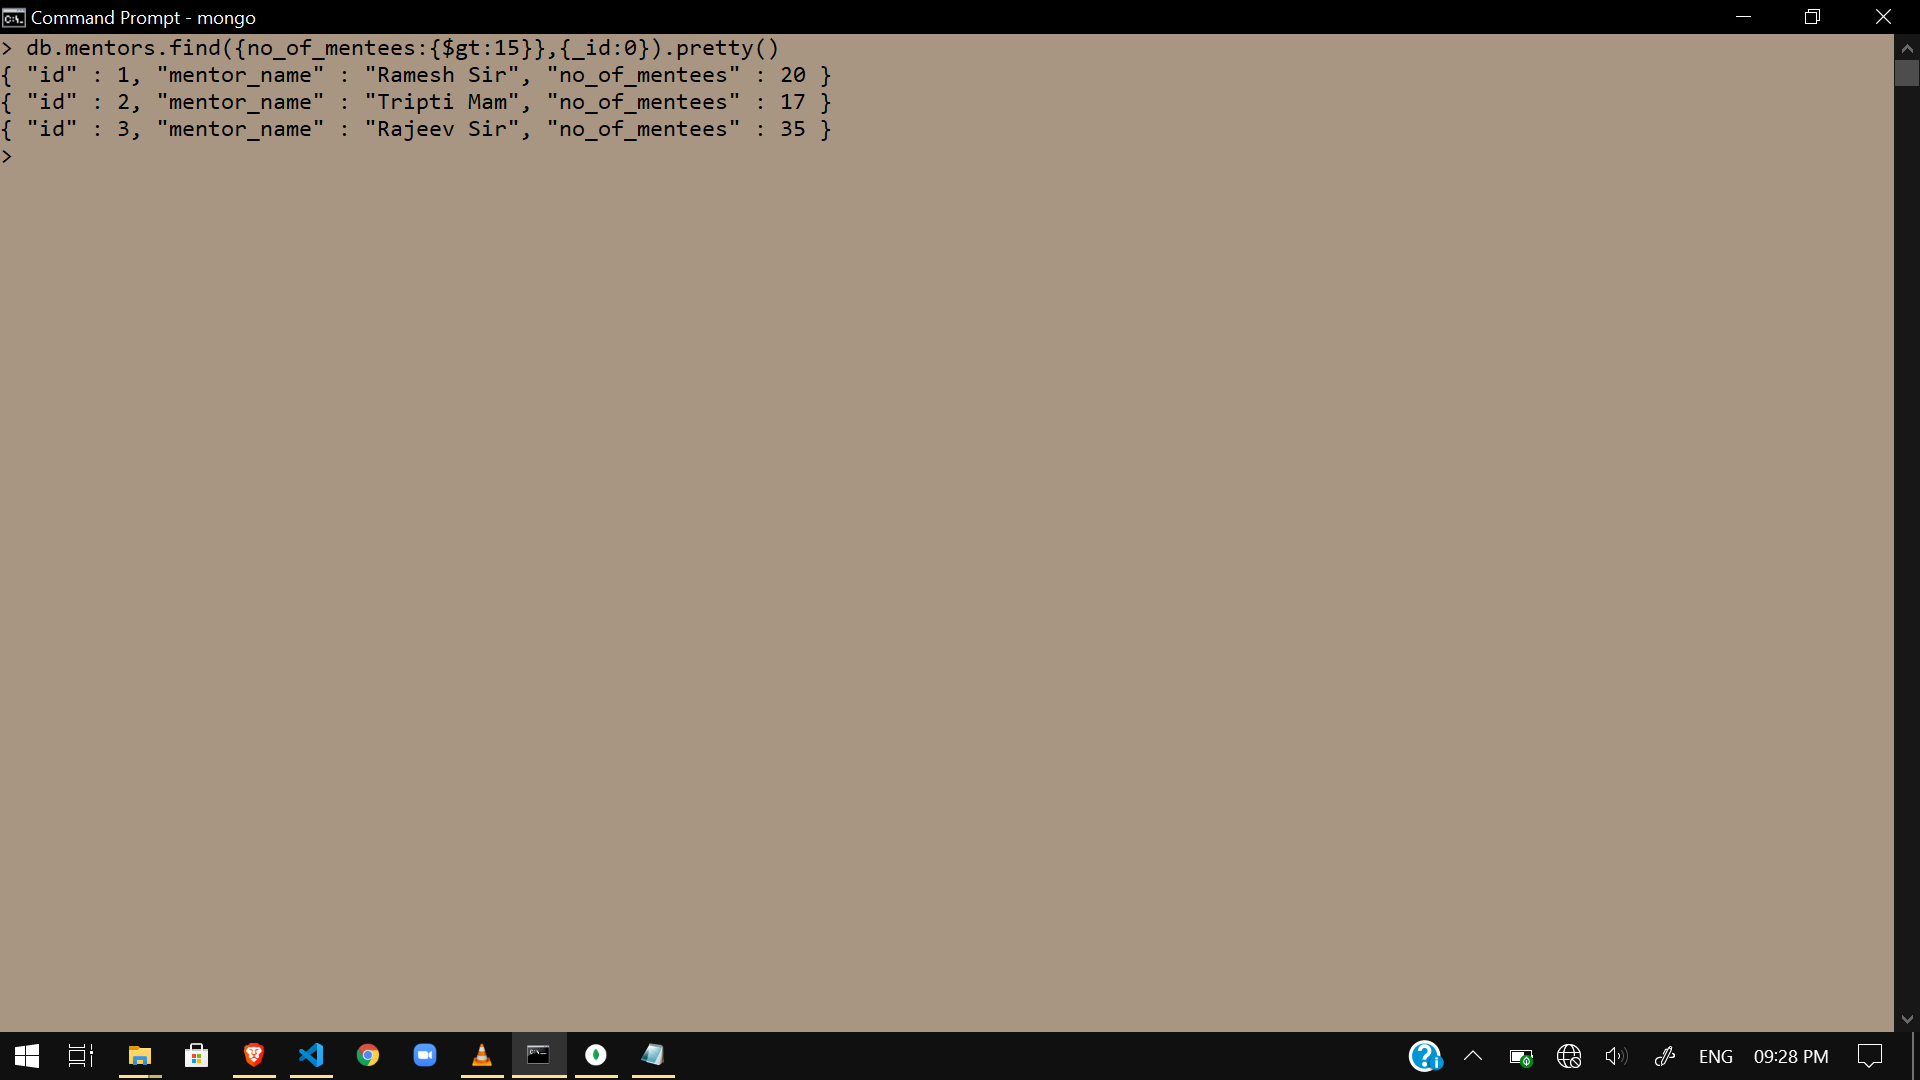 Command Prompt - mongo
> db.mentors.find({no_of_mentees:{$gt:15}},{_id:0}).pretty()
{ "id" : 1, "mentor_name" : "Ramesh Sir", "no_of_mentees" : 20 }
{ "id" : 2, "mentor_name" : "Tripti Mam", "no_of_mentees" : 17 }
{ "id" : 3, "mentor_name" : "Rajeev Sir", "no_of_mentees" : 35 }
>
ENG 09:28 PM